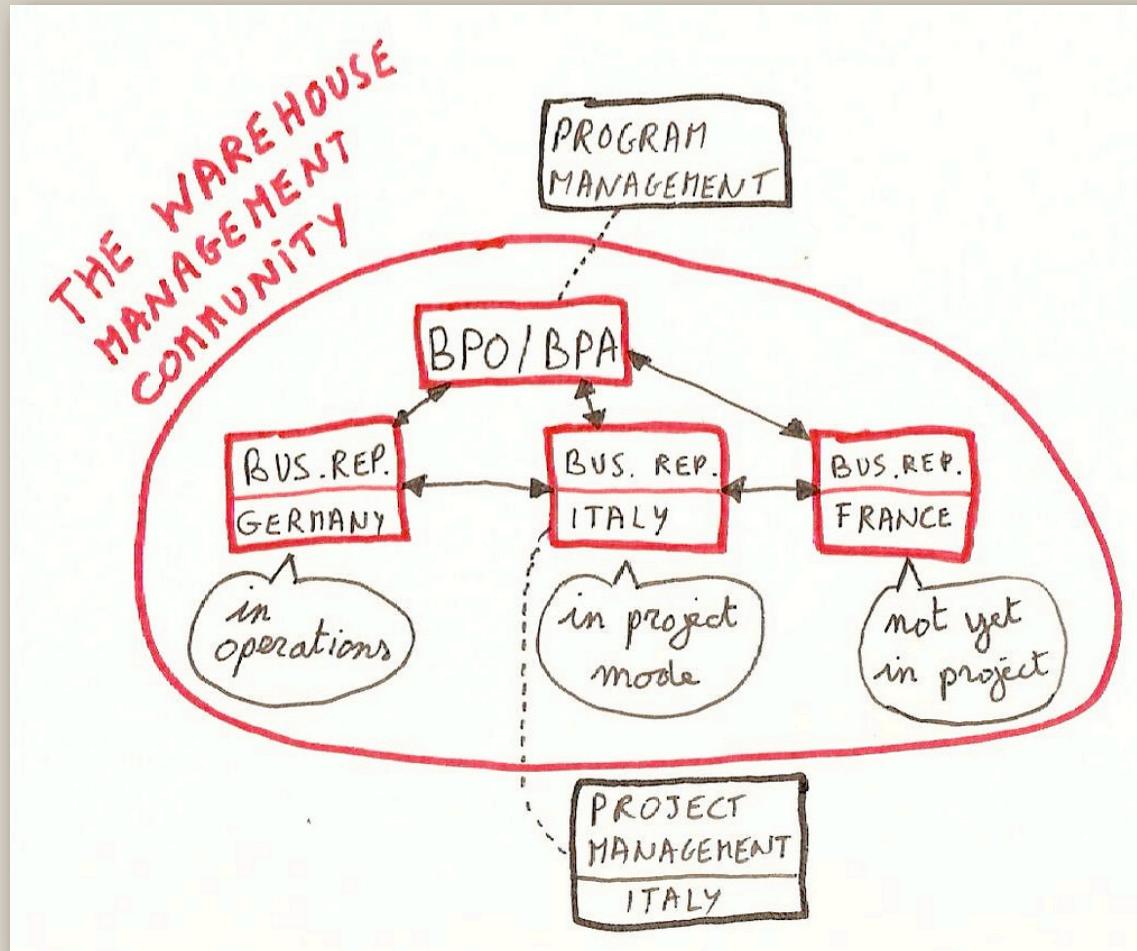 THE WAREHOUSE
MANAGEMENT
COMMUNITY
PROGRAM
MANAGEMENT
BPO/BPA
BUS.REP.
GERMANY
BUS. REP.
ITALY
BUS.REP.
FRANCE
in
operations
in project
mode
not yet
in project
PROJECT
MANAGEMENT
ITALY